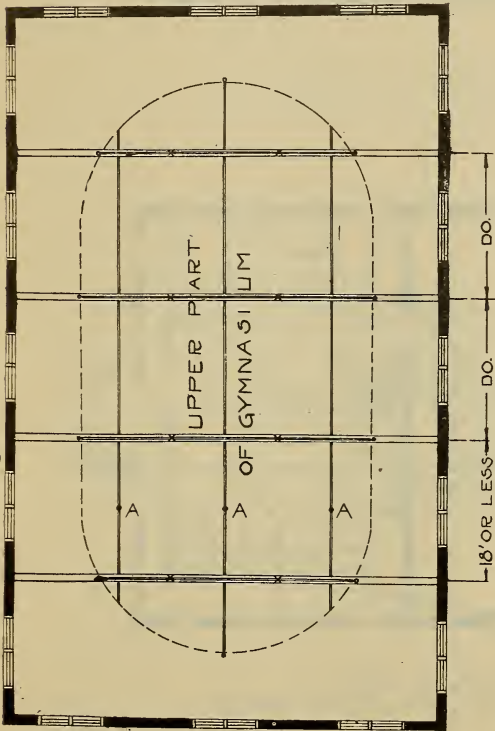 UPPER PART
OF GYMNASIUM
A
A
A
18' OR LESS
DO.
DO.